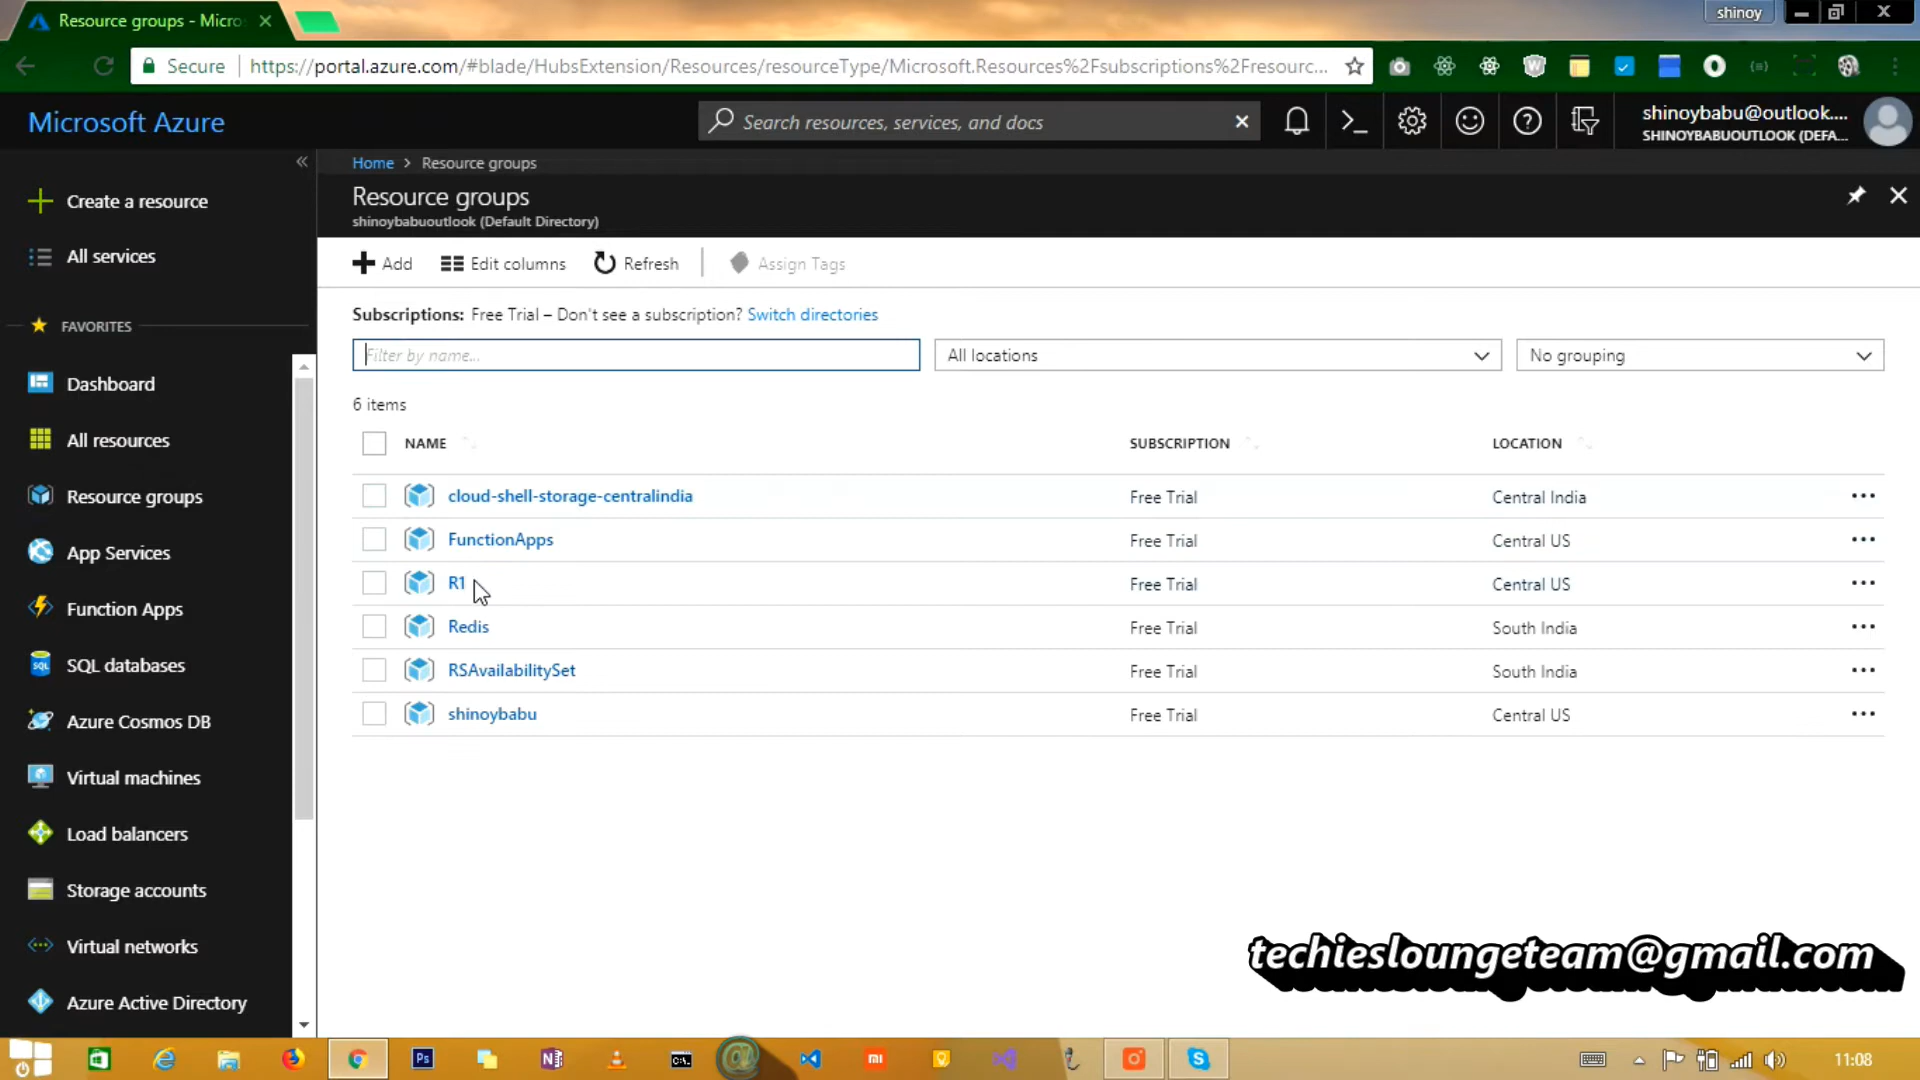 Resource groups - Micro
shinoy
Secure
https://portal.azure.com/#blade/HubsExtension/Resources/resourceType/Microsoft.Resources%2Fsubscriptions%2Fresourc...
Microsoft Azure
Search resources, services, and docs
shinoybabu@outlook....
SHINOYBABUOUTLOOK (DEFA...
Home > Resource groups
Resource groups
shinoybabuoutlook (Default Directory)
Create a resource
All services
FAVORITES
Dashboard
All resources
Resource groups
App Services
Function Apps
SQL databases
Azure Cosmos DB
Virtual machines
Load balancers
Storage accounts
Virtual networks
Azure Active Directory
Add Edit columns Refresh Assign Tags
Subscriptions: Free Trial – Don't see a subscription? Switch directories
Filter by name... All locations No grouping
6 items
NAME SUBSCRIPTION LOCATION
cloud-shell-storage-centralindia Free Trial Central India
FunctionApps Free Trial Central US
R1 Free Trial Central US
Redis Free Trial South India
RSAvailabilitySet Free Trial South India
shinoybabu Free Trial Central US
techiesloungeteam@gmail.com
11:08